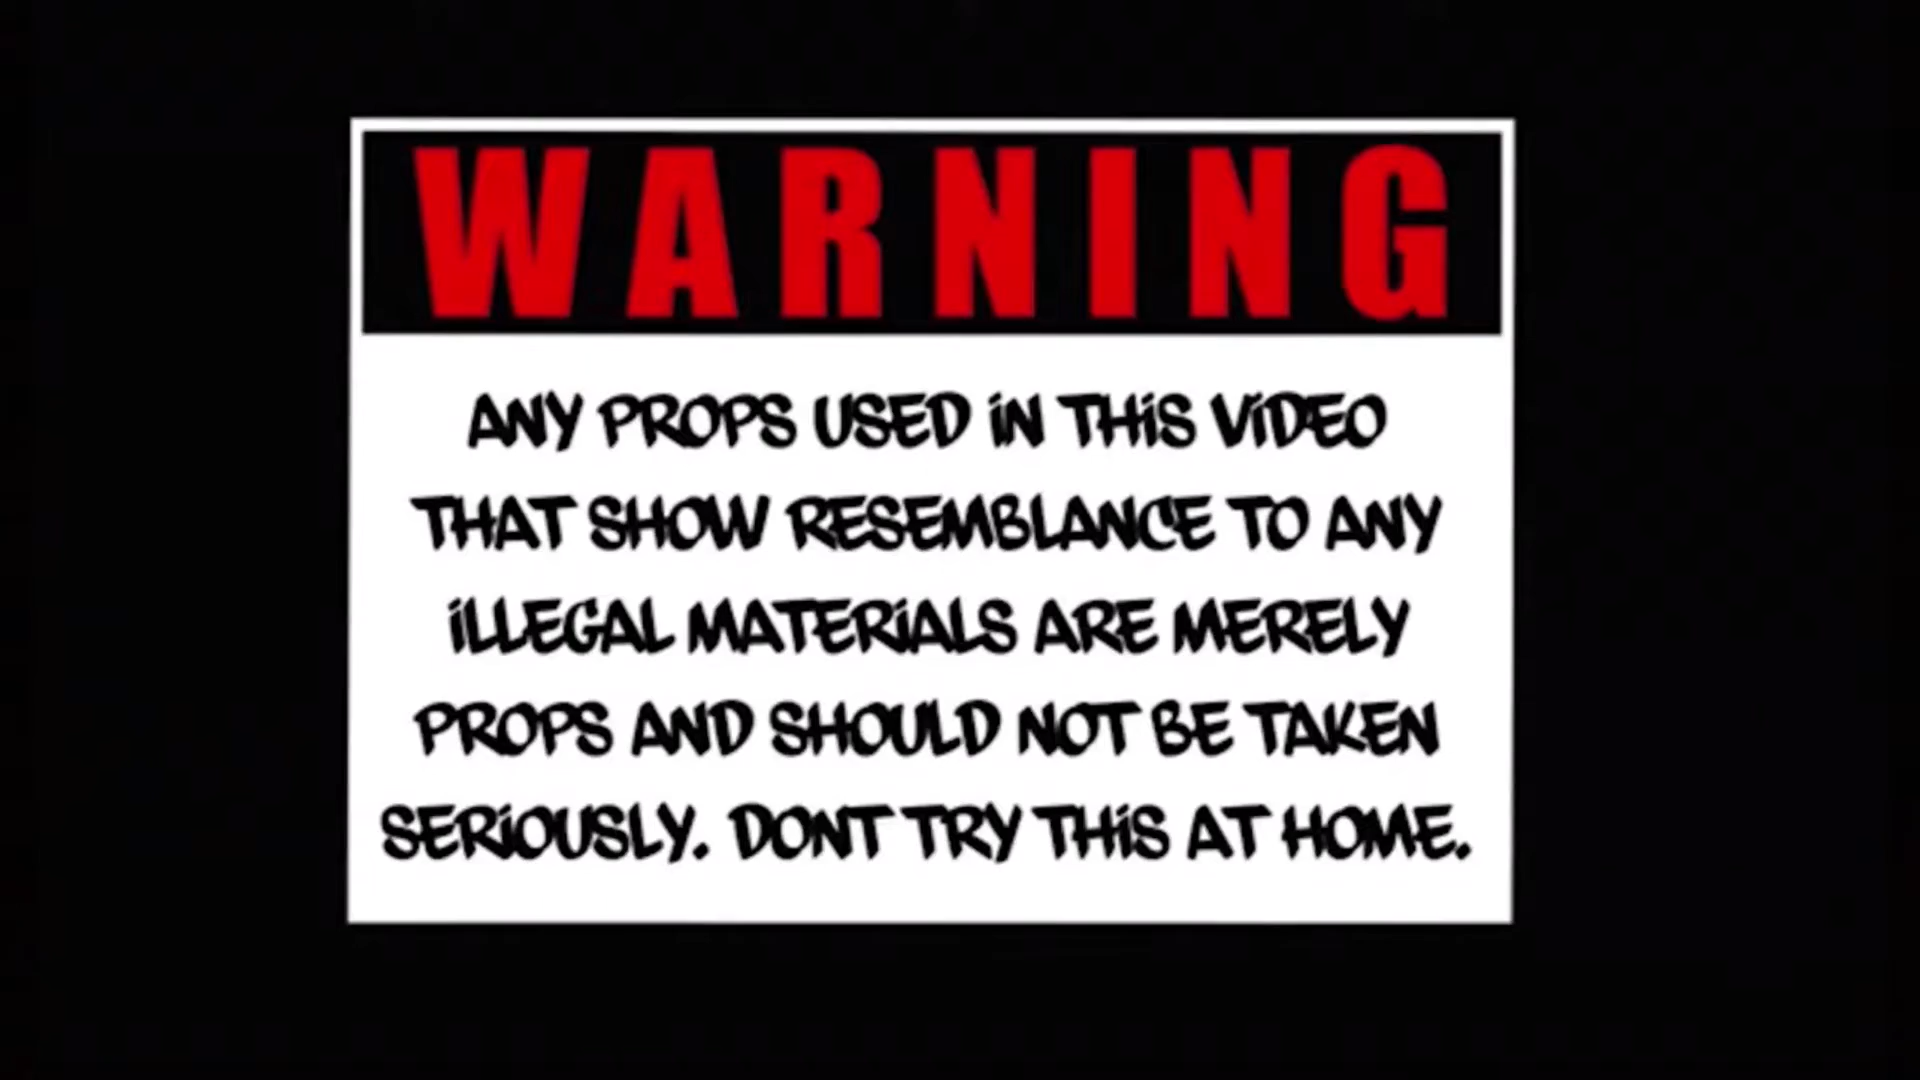 WARNING
ANY PROPS USED iN THiS ViDEO
THAT SHOW RESEMBLANCE TO ANY
iLLEGAL MATERiALS ARE MERELY
PROPS AND SHOULD NOT BE TAKEN
SERiOUSLY. DONT TRY THiS AT HOME.